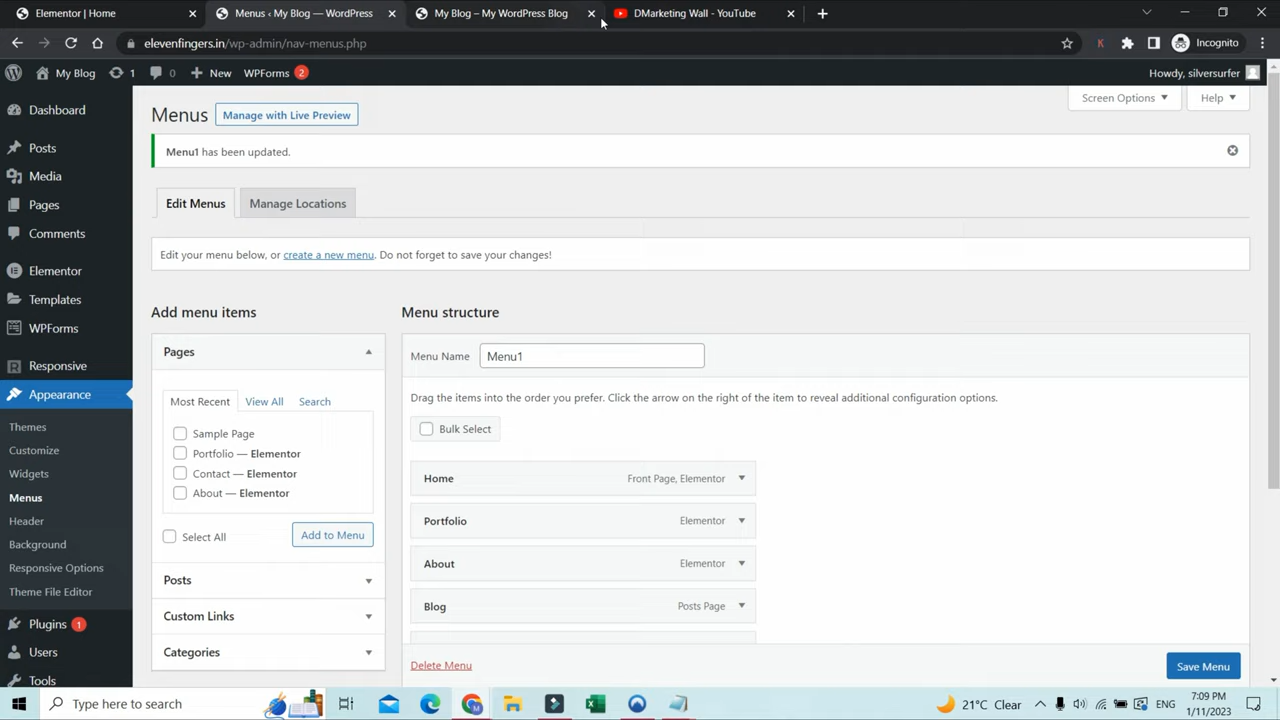 Elementor | Home
Menus ‹ My Blog — WordPress
My Blog – My WordPress Blog
DMarketing Wall - YouTube
elevenfingers.in/wp-admin/nav-menus.php
Incognito
My Blog
1
0
New
WPForms 2
Howdy, silversurfer
Dashboard
Posts
Media
Pages
Comments
Elementor
Templates
WPForms
Responsive
Appearance
Themes
Customize
Widgets
Menus
Header
Background
Responsive Options
Theme File Editor
Plugins 1
Users
Tools
Menus
Manage with Live Preview
Screen Options
Help
Menu1 has been updated.
Edit Menus
Manage Locations
Edit your menu below, or create a new menu. Do not forget to save your changes!
Add menu items
Pages
Most Recent
View All
Search
Sample Page
Portfolio — Elementor
Contact — Elementor
About — Elementor
Select All
Add to Menu
Posts
Custom Links
Categories
Menu structure
Menu Name
Menu1
Drag the items into the order you prefer. Click the arrow on the right of the item to reveal additional configuration options.
Bulk Select
Home
Front Page, Elementor
Portfolio
Elementor
About
Elementor
Blog
Posts Page
Delete Menu
Save Menu
Type here to search
21°C Clear
ENG
7:09 PM
1/11/2023